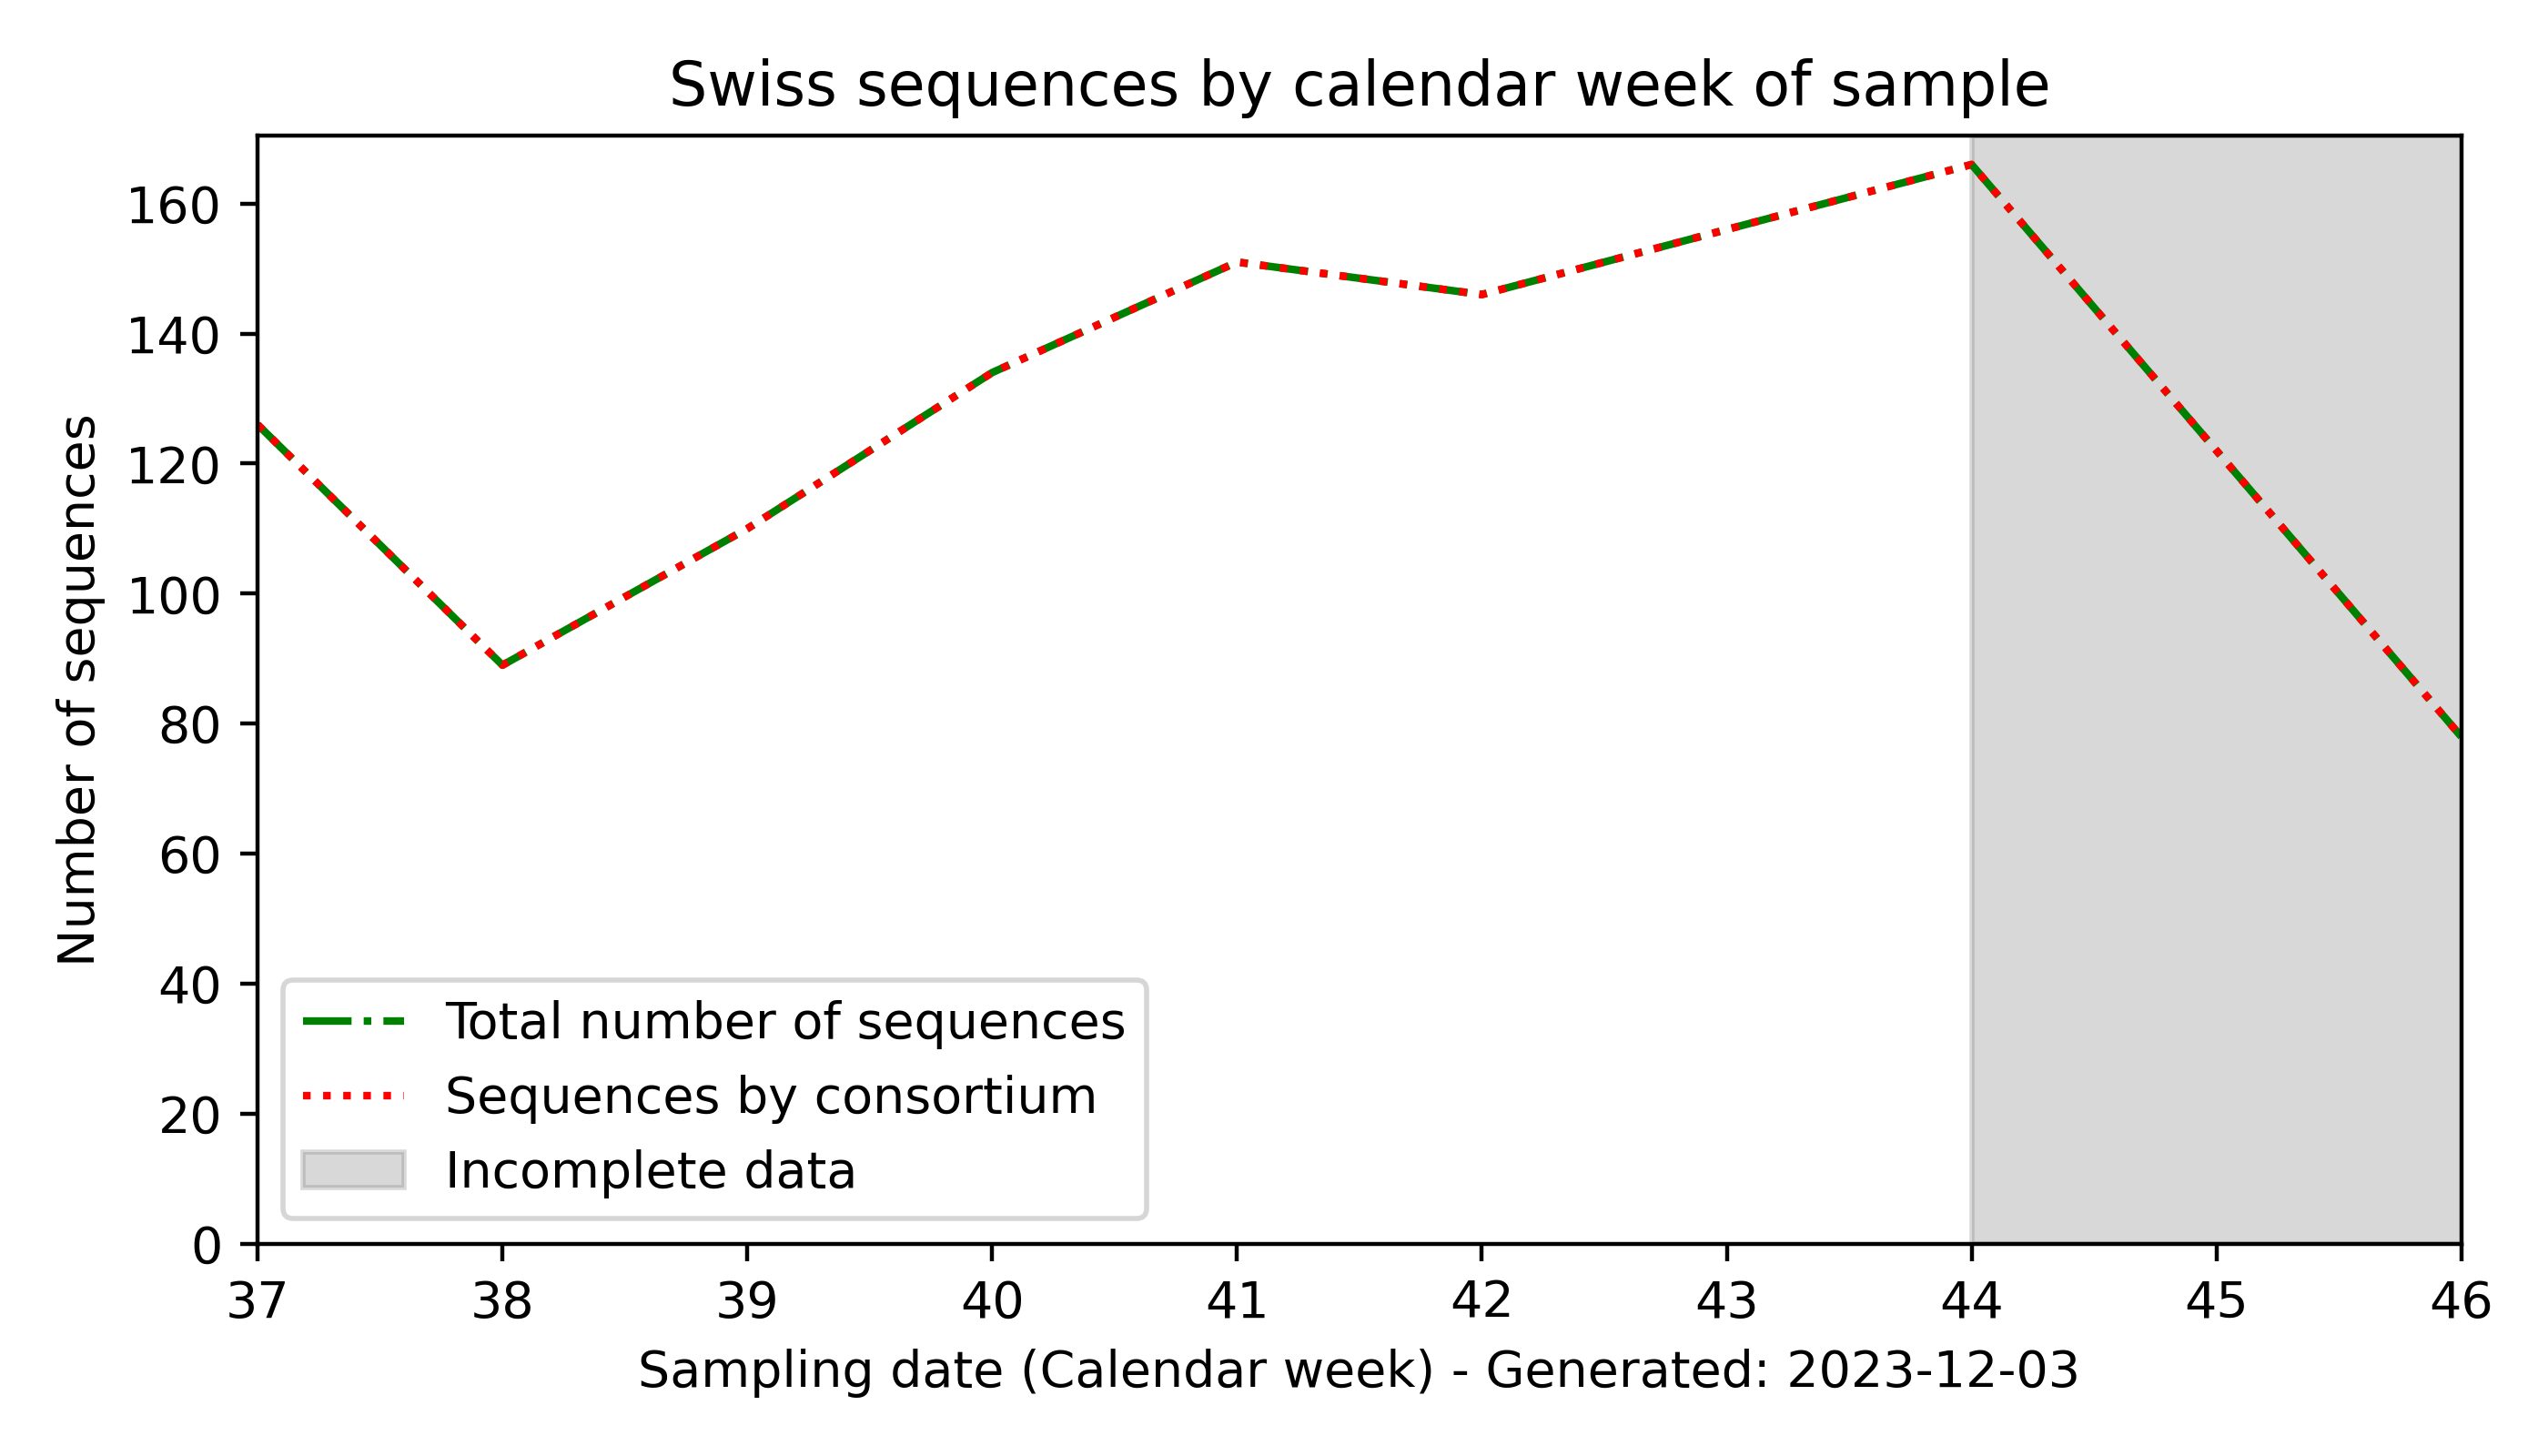 Swiss sequences by calendar week of sample
Number of sequences
160
140
120
100
80
60
40
20
0
Total number of sequences
Sequences by consortium
Incomplete data
37 38 39 40 41 42 43 44 45 46
Sampling date (Calendar week) - Generated: 2023-12-03